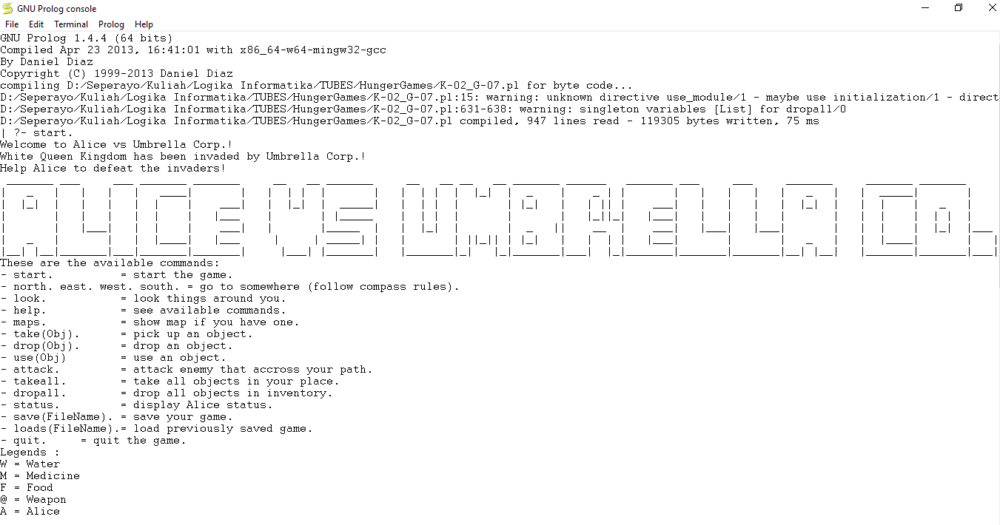 GNU Prolog console
File Edit Terminal Prolog Help
GNU Prolog 1.4.4 (64 bits)
Compiled Apr 23 2013, 16:41:01 with x86_64-w64-mingw32-gcc
By Daniel Diaz
Copyright (C) 1999-2013 Daniel Diaz
compiling D:/Seperayo/Kuliah/Logika Informatika/TUBES/HungerGames/K-02_G-07.pl for byte code...
D:/Seperayo/Kuliah/Logika Informatika/TUBES/HungerGames/K-02_G-07.pl:15: warning: unknown directive use_module/1 - maybe use initialization/1 - direct
D:/Seperayo/Kuliah/Logika Informatika/TUBES/HungerGames/K-02_G-07.pl:631-638: warning: singleton variables [List] for dropall/0
D:/Seperayo/Kuliah/Logika Informatika/TUBES/HungerGames/K-02_G-07.pl compiled, 947 lines read - 119305 bytes written, 75 ms
| ?- start.
Welcome to Alice vs Umbrella Corp.!
White Queen Kingdom has been invaded by Umbrella Corp.!
Help Alice to defeat the invaders!
ALICE VS UMBRELLA CO.
These are the available commands:
- start. = start the game.
- north. east. west. south. = go to somewhere (follow compass rules).
- look. = look things around you.
- help. = see available commands.
- maps. = show map if you have one.
- take(Obj). = pick up an object.
- drop(Obj). = drop an object.
- use(Obj) = use an object.
- attack. = attack enemy that accross your path.
- takeall. = take all objects in your place.
- dropall. = drop all objects in inventory.
- status. = display Alice status.
- save(FileName). = save your game.
- loads(FileName).= load previously saved game.
- quit. = quit the game.
Legends :
W = Water
M = Medicine
F = Food
@ = Weapon
A = Alice